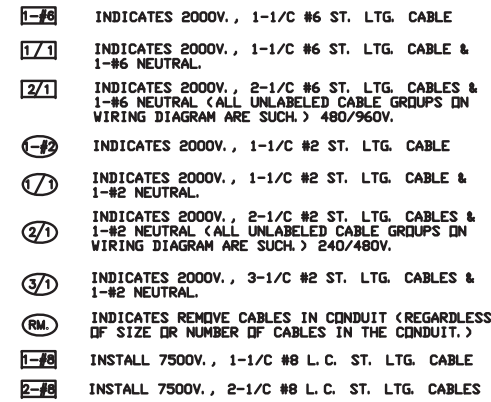 1-#6 INDICATES 2000V., 1-1/C #6 ST. LTG. CABLE
1/1 INDICATES 2000V., 1-1/C #6 ST. LTG. CABLE &
1-#6 NEUTRAL.
2/1 INDICATES 2000V., 2-1/C #6 ST. LTG. CABLES &
1-#6 NEUTRAL (ALL UNLABELED CABLE GROUPS ON
WIRING DIAGRAM ARE SUCH.) 480/960V.
1-#2 INDICATES 2000V., 1-1/C #2 ST. LTG. CABLE
1/1 INDICATES 2000V., 1-1/C #2 ST. LTG. CABLE &
1-#2 NEUTRAL.
2/1 INDICATES 2000V., 2-1/C #2 ST. LTG. CABLES &
1-#2 NEUTRAL (ALL UNLABELED CABLE GROUPS ON
WIRING DIAGRAM ARE SUCH.) 240/480V.
3/1 INDICATES 2000V., 3-1/C #2 ST. LTG. CABLES &
1-#2 NEUTRAL.
RM. INDICATES REMOVE CABLES IN CONDUIT (REGARDLESS
OF SIZE OR NUMBER OF CABLES IN THE CONDUIT.)
1-#8 INSTALL 7500V., 1-1/C #8 L.C. ST. LTG. CABLE
2-#8 INSTALL 7500V., 2-1/C #8 L.C. ST. LTG. CABLES